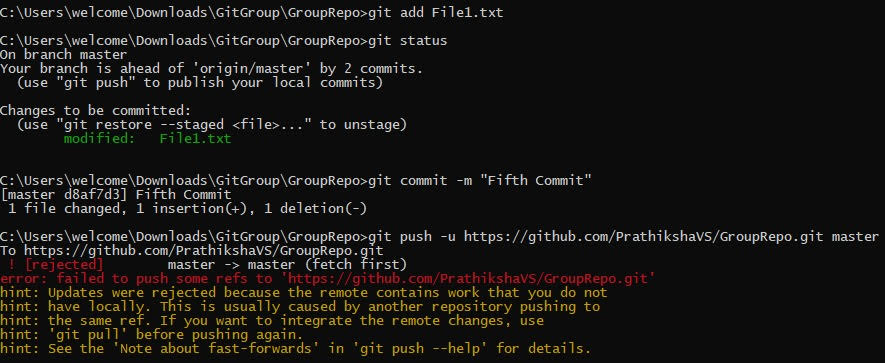 C:\Users\welcome\Downloads\GitGroup\GroupRepo>git add File1.txt
C:\Users\welcome\Downloads\GitGroup\GroupRepo>git status
On branch master
Your branch is ahead of 'origin/master' by 2 commits.
(use "git push" to publish your local commits)
Changes to be committed:
(use "git restore --staged <file>..." to unstage)
modified: File1.txt
C:\Users\welcome\Downloads\GitGroup\GroupRepo>git commit -m "Fifth Commit"
[master d8af7d3] Fifth Commit
1 file changed, 1 insertion(+), 1 deletion(-)
C:\Users\welcome\Downloads\GitGroup\GroupRepo>git push -u https://github.com/PrathikshaVS/GroupRepo.git master
To https://github.com/PrathikshaVS/GroupRepo.git
! [rejected] master -> master (fetch first)
error: failed to push some refs to 'https://github.com/PrathikshaVS/GroupRepo.git'
hint: Updates were rejected because the remote contains work that you do not
hint: have locally. This is usually caused by another repository pushing to
hint: the same ref. If you want to integrate the remote changes, use
hint: 'git pull' before pushing again.
hint: See the 'Note about fast-forwards' in 'git push --help' for details.